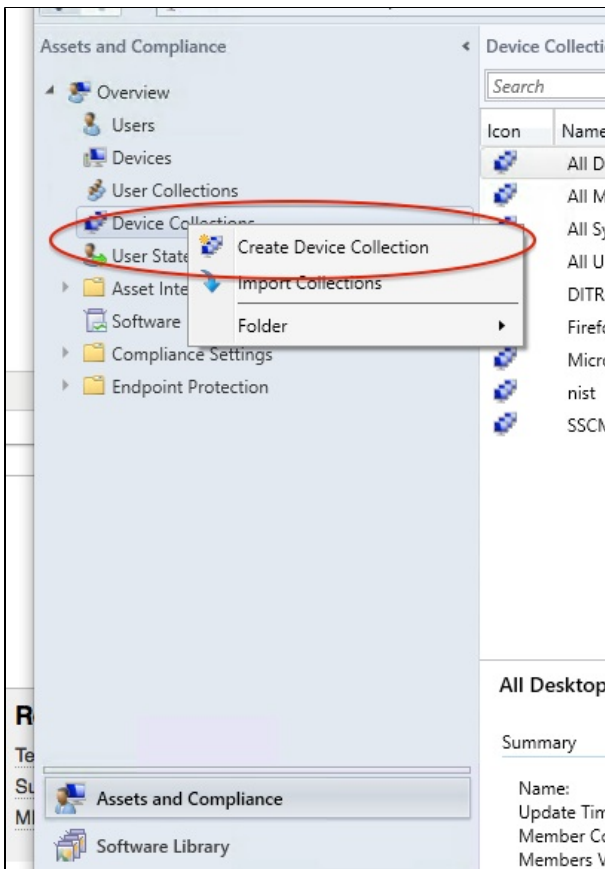 Assets and Compliance
Overview
Users
Devices
User Collections
Device Collections
User State
Asset Inte
Software
Compliance Settings
Endpoint Protection
Create Device Collection
Import Collections
Folder
Device Collecti
Search
Icon Name
All D
All M
All Sy
All U
DITR
Firef
Micro
nist
SSCM
All Desktop
Summary
Name:
Update Tim
Member Co
Members V
R
Te
Su
MI
Assets and Compliance
Software Library